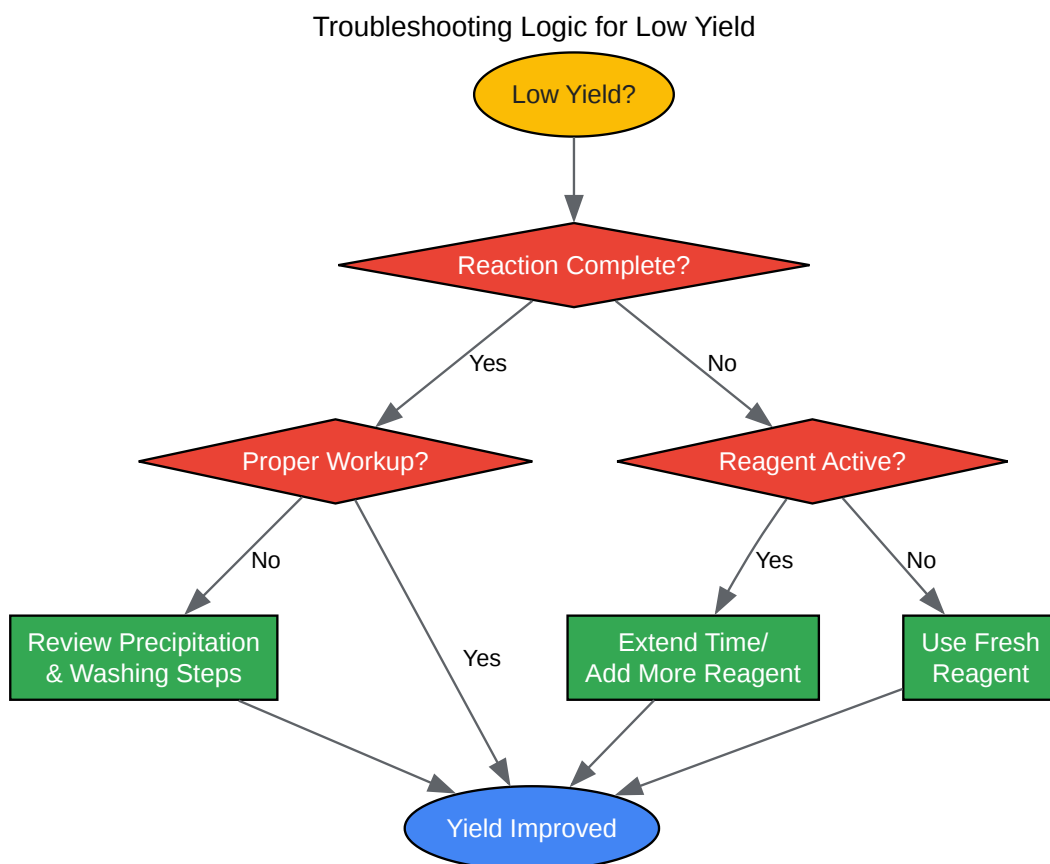 Troubleshooting Logic for Low Yield
Low Yield?
Reaction Complete?
Yes
No
Proper Workup?
Reagent Active?
No
Yes
Yes
No
Review Precipitation
& Washing Steps
Extend Time/
Add More Reagent
Use Fresh
Reagent
Yield Improved